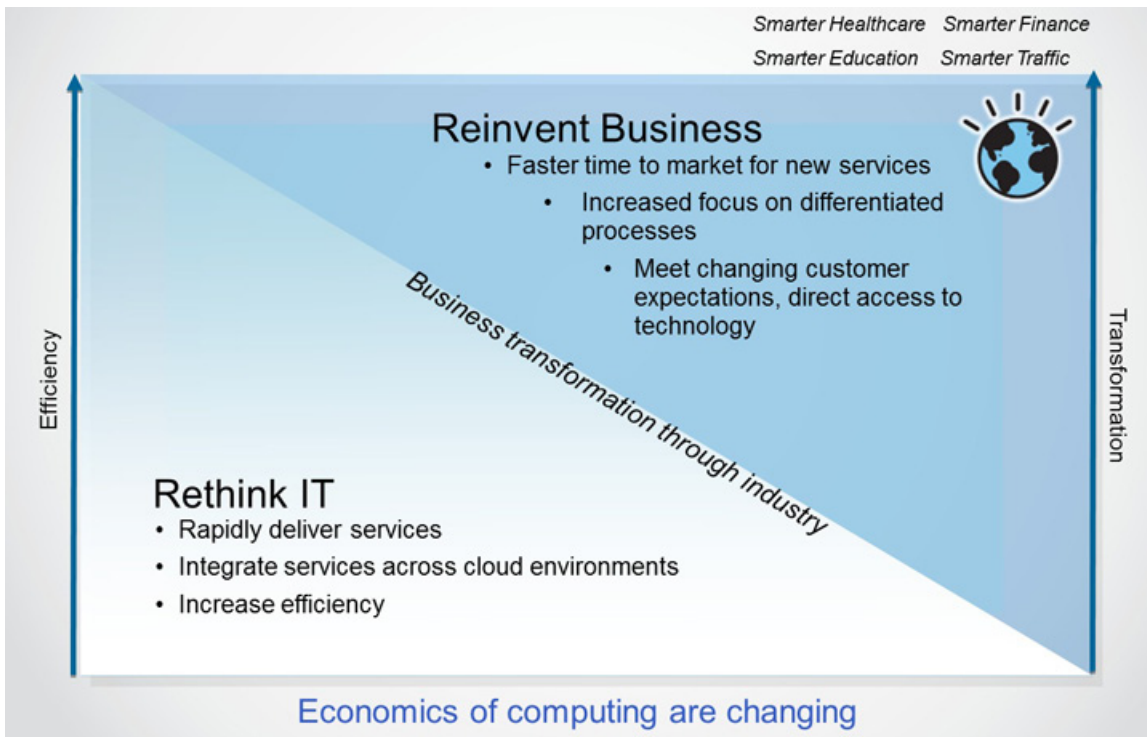 Smarter Healthcare Smarter Finance
Smarter Education Smarter Traffic
Reinvent Business
• Faster time to market for new services
• Increased focus on differentiated
processes
• Meet changing customer
expectations, direct access to
technology
Efficiency
Business transformation through industry
Transformation
Rethink IT
• Rapidly deliver services
• Integrate services across cloud environments
• Increase efficiency
Economics of computing are changing